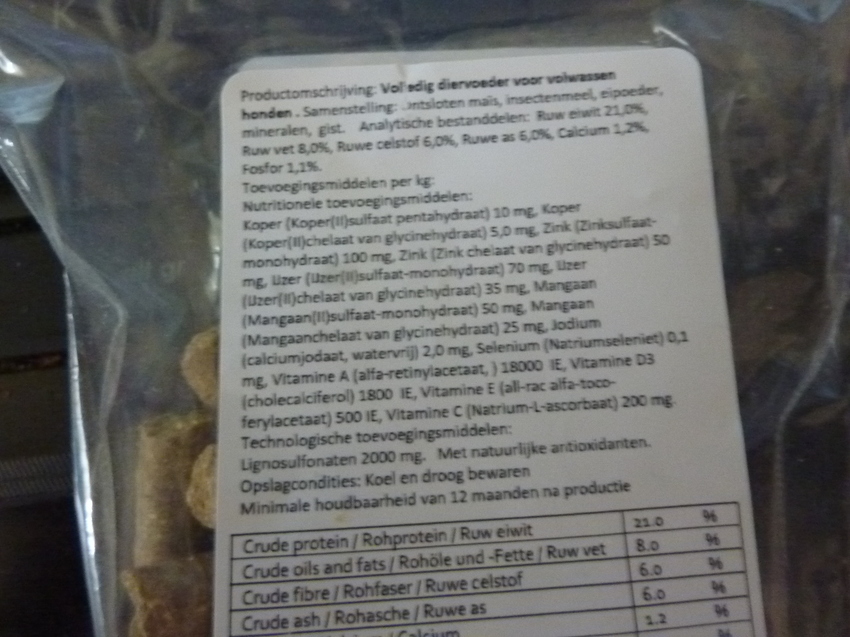 Productomschrijving: Volledig diervoeder voor volwassen
honden . Samenstelling: Ontsloten mais, insectenmeel, eipoeder,
mineralen, gist. Analytische bestanddelen: Ruw eiwit 21,0%,
Ruw vet 8,0%, Ruwe celstof 6,0%, Ruwe as 6,0%, Calcium 1,2%,
Fosfor 1,1%.
Toevoegingsmiddelen per kg:
Nutritionele toevoegingsmiddelen:
Koper (Koper(II)sulfaat pentahydraat) 10 mg, Koper
(Koper(II)chelaat van glycinehydraat) 5,0 mg, Zink (Zinksulfaat-
monohydraat) 100 mg, Zink (Zink chelaat van glycinehydraat) 50
mg, IJzer (IJzer(II)sulfaat-monohydraat) 70 mg, IJzer
(IJzer(II)chelaat van glycinehydraat) 35 mg, Mangaan
(Mangaan(II)sulfaat-monohydraat) 50 mg, Mangaan
(Mangaanchelaat van glycinehydraat) 25 mg, Jodium
(calciumjodaat, watervrij) 2,0 mg, Selenium (Natriumseleniet) 0,1
mg, Vitamine A (alfa-retinylacetaat, ) 18000 IE, Vitamine D3
(cholecalciferol) 1800 IE, Vitamine E (all-rac alfa-toco-
ferylacetaat) 500 IE, Vitamine C (Natrium-L-ascorbaat) 200 mg.
Technologische toevoegingsmiddelen:
Lignosulfonaten 2000 mg. Met natuurlijke antioxidanten.
Opslagcondities: Koel en droog bewaren
Minimale houdbaarheid van 12 maanden na productie
Crude protein / Rohprotein / Ruw eiwit 21.0 %
Crude oils and fats / Rohöle und -Fette / Ruw vet 8.0 %
Crude fibre / Rohfaser / Ruwe celstof 6.0 %
Crude ash / Rohasche / Ruwe as 6.0 %
Calcium 1.2 %